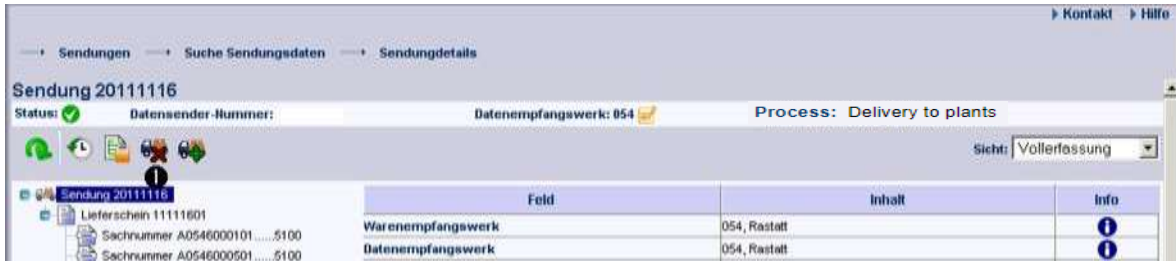 Kontakt Hilfe
Sendungen Suche Sendungsdaten Sendungdetails
Sendung 20111116
Status: Datensender-Nummer: Datenempfangswerk: 054 Process: Delivery to plants
Sicht: Vollerfassung
1
Sendung 20111116 Feld Inhalt Info
Lieferschein 11111601
Warenempfangswerk 054, Rastatt
Sachnummer A0546000101......5100
Datenempfangswerk 054, Rastatt
Sachnummer A0546000501......5100